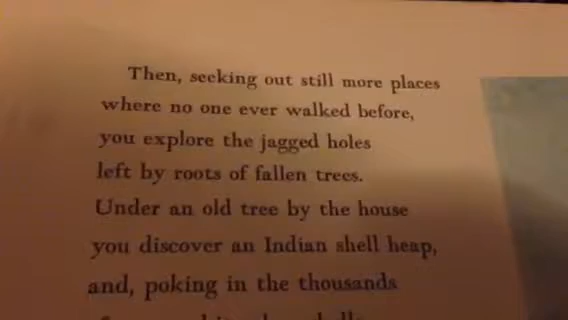 Then, seeking out still more places
where no one ever walked before,
you explore the jagged holes
left by roots of fallen trees.
Under an old tree by the house
you discover an Indian shell heap,
and, poking in the thousands